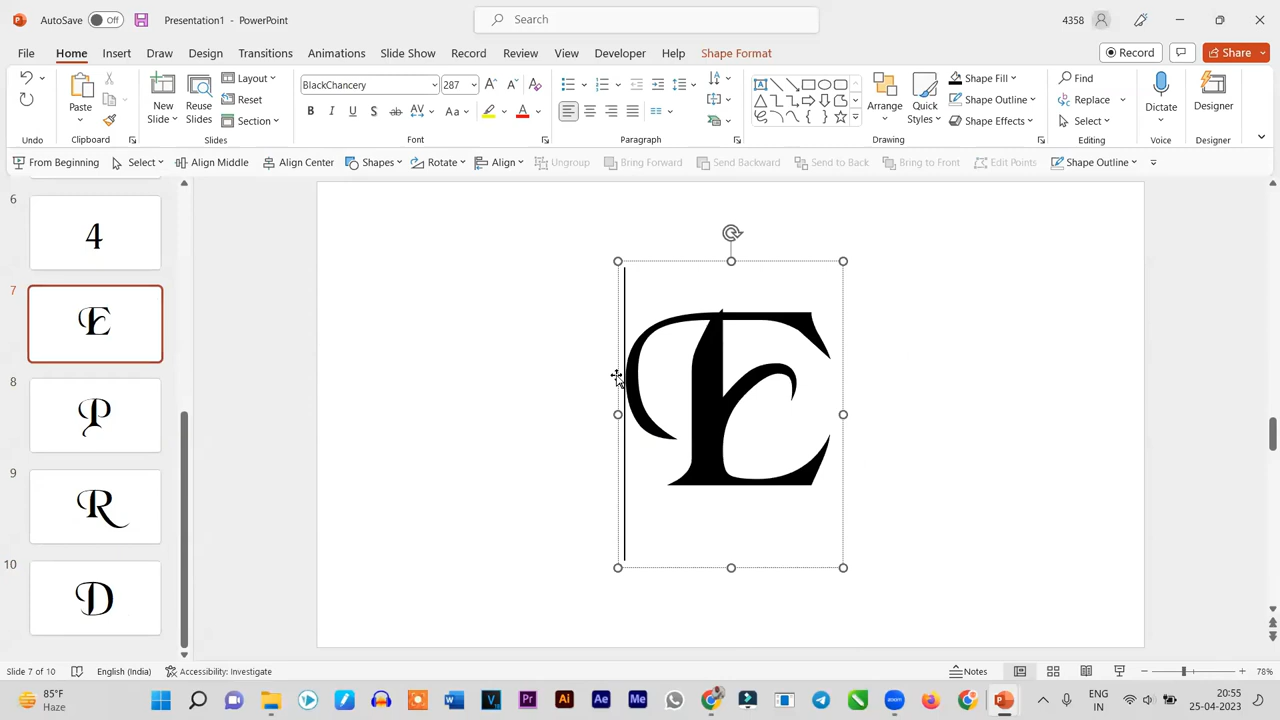 AutoSave Off Presentation1 - PowerPoint Search 4358
File Home Insert Draw Design Transitions Animations Slide Show Record Review View Developer Help Shape Format Record Share
Paste New Slide Reuse Slides Layout Reset Section BlackChancery 287 Shape Fill Shape Outline Shape Effects Arrange Quick Styles Find Replace Select Dictate Designer
Undo Clipboard Slides Font Paragraph Drawing Editing Voice Designer
From Beginning Select Align Middle Align Center Shapes Rotate Align Ungroup Bring Forward Send Backward Send to Back Bring to Front Edit Points Shape Outline
6
4
7
E
8
P
9
R
10
D
E
Slide 7 of 10 English (India) Accessibility: Investigate Notes 78%
85°F
Haze
ENG
IN
20:55
25-04-2023